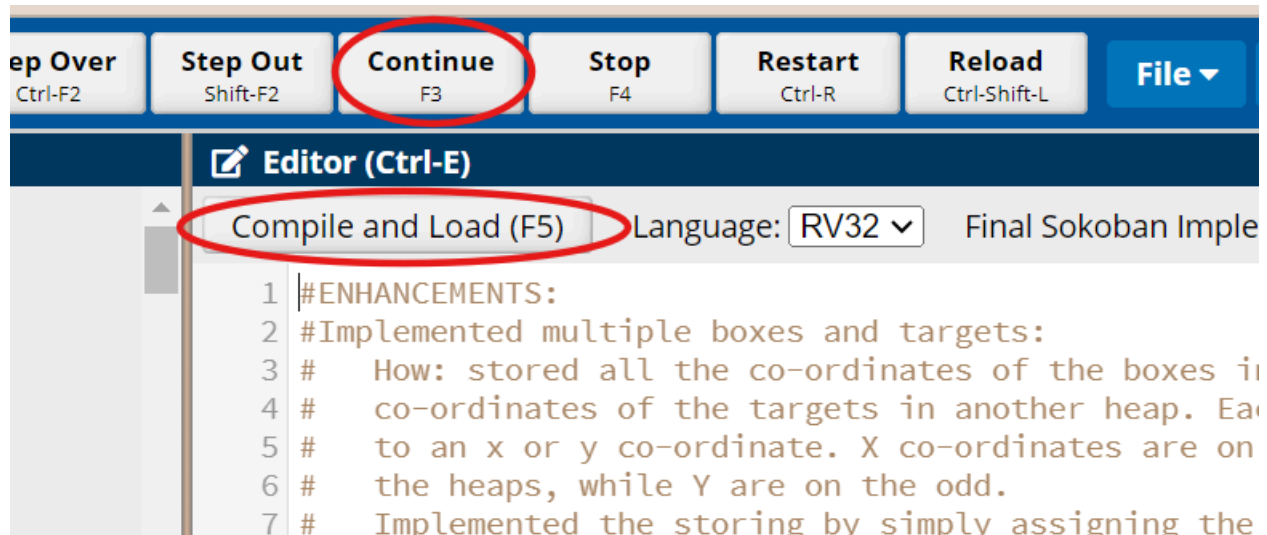 ep Over Step Out Continue Stop Restart Reload File
Ctrl-F2 Shift-F2 F3 F4 Ctrl-R Ctrl-Shift-L
Editor (Ctrl-E)
Compile and Load (F5) Language: RV32 Final Sokoban Imple
1 #ENHANCEMENTS:
2 #Implemented multiple boxes and targets:
3 # How: stored all the co-ordinates of the boxes in
4 # co-ordinates of the targets in another heap. Eac
5 # to an x or y co-ordinate. X co-ordinates are on
6 # the heaps, while Y are on the odd.
7 # Implemented the storing by simply assigning the